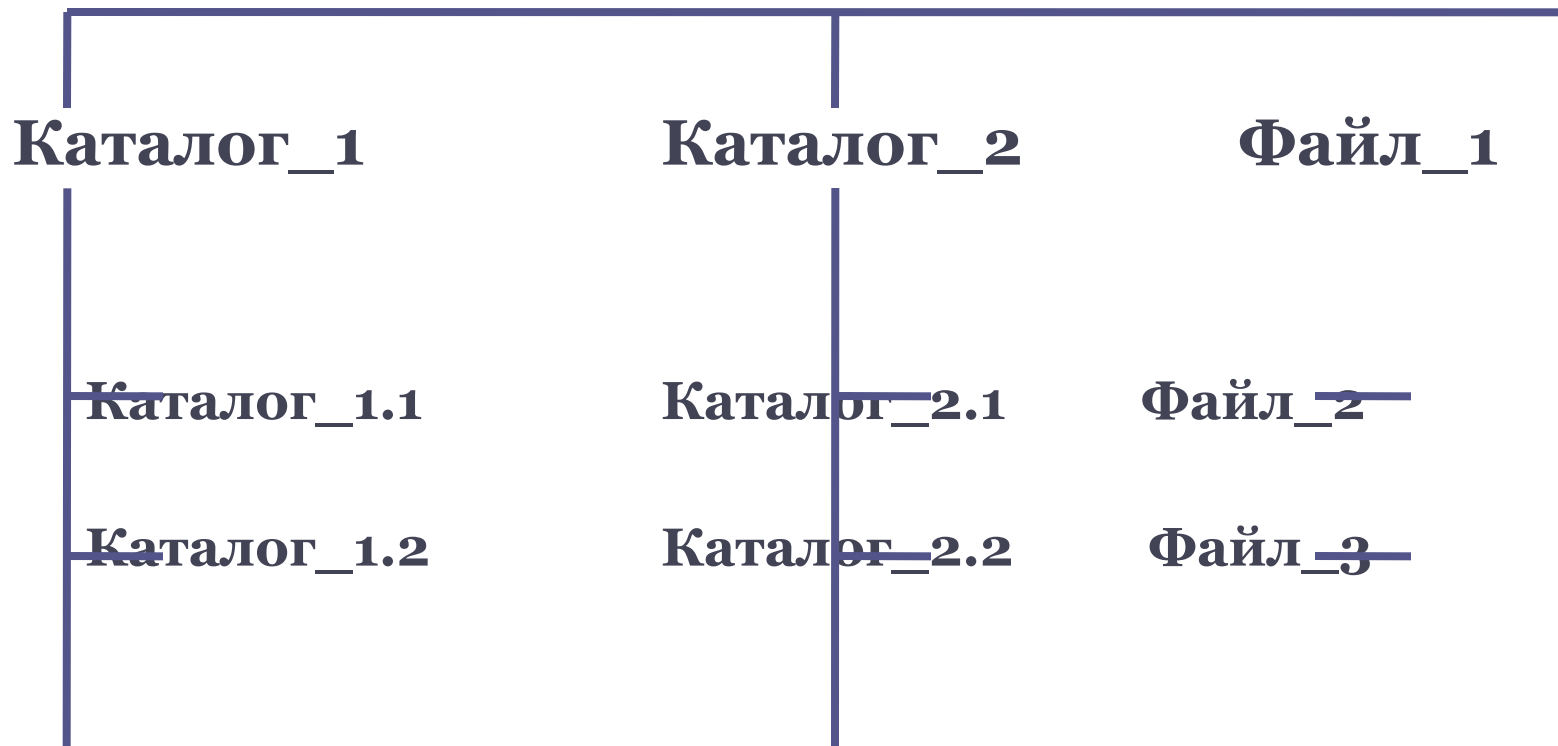 Каталог_1 Каталог_2 Файл_1
Каталог_1.1 Каталог_2.1 Файл_2
Каталог_1.2 Каталог_2.2 Файл_3